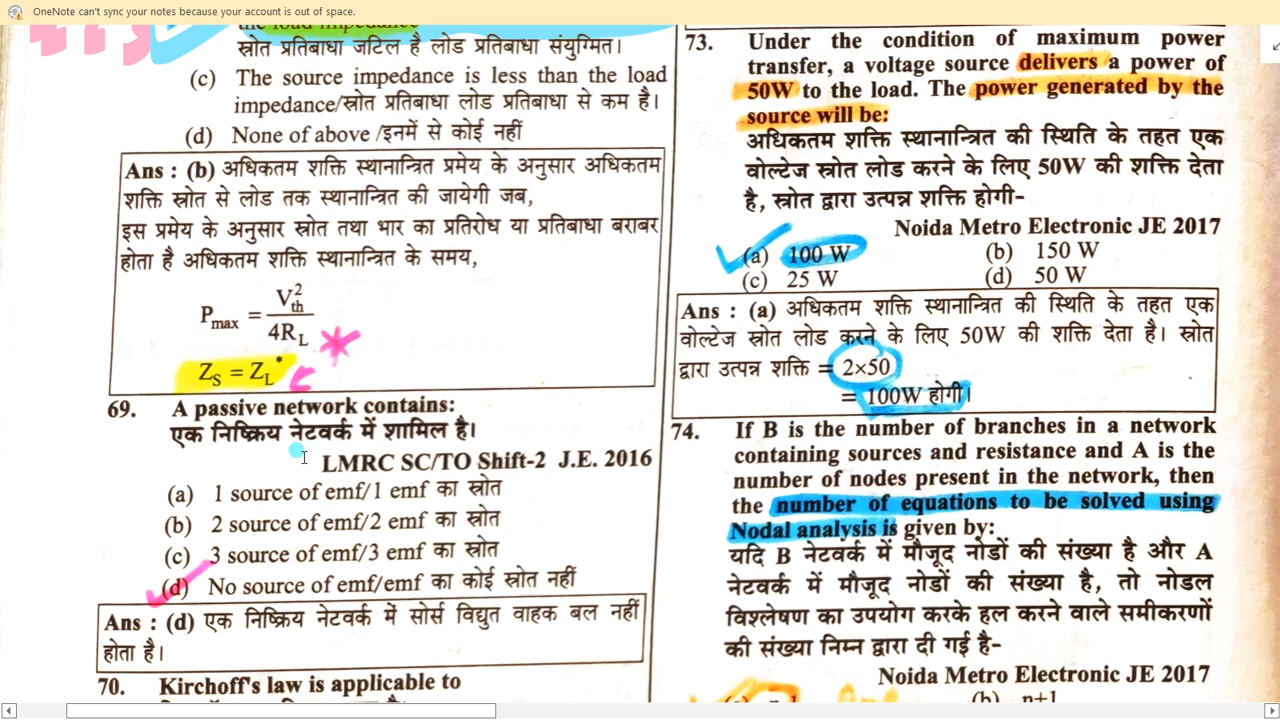 OneNote can't sync your notes because your account is out of space.
the load impedance
स्रोत प्रतिबाधा जटिल है लोड प्रतिबाधा संयुग्मित।
(c) The source impedance is less than the load
impedance/स्रोत प्रतिबाधा लोड प्रतिबाधा से कम है।
(d) None of above /इनमें से कोई नहीं
Ans : (b) अधिकतम शक्ति स्थानान्त्रित प्रमेय के अनुसार अधिकतम
शक्ति स्रोत से लोड तक स्थानान्त्रित की जायेगी जब,
इस प्रमेय के अनुसार स्रोत तथा भार का प्रतिरोध या प्रतिबाधा बराबर
होता है अधिकतम शक्ति स्थानान्त्रित के समय,
P_max = V_th^2 / 4R_L
Z_S = Z_L^*
69. A passive network contains:
एक निष्क्रिय नेटवर्क में शामिल है।
LMRC SC/TO Shift-2 J.E. 2016
(a) 1 source of emf/1 emf का स्रोत
(b) 2 source of emf/2 emf का स्रोत
(c) 3 source of emf/3 emf का स्रोत
(d) No source of emf/emf का कोई स्रोत नहीं
Ans : (d) एक निष्क्रिय नेटवर्क में सोर्स विद्युत वाहक बल नहीं
होता है।
70. Kirchoff's law is applicable to
73. Under the condition of maximum power
transfer, a voltage source delivers a power of
50W to the load. The power generated by the
source will be:
अधिकतम शक्ति स्थानान्त्रित की स्थिति के तहत एक
वोल्टेज स्रोत लोड करने के लिए 50W की शक्ति देता
है, स्रोत द्वारा उत्पन्न शक्ति होगी-
Noida Metro Electronic JE 2017
(a) 100 W (b) 150 W
(c) 25 W (d) 50 W
Ans : (a) अधिकतम शक्ति स्थानान्त्रित की स्थिति के तहत एक
वोल्टेज स्रोत लोड करने के लिए 50W की शक्ति देता है। स्रोत
द्वारा उत्पन्न शक्ति = 2×50
= 100W होगी।
74. If B is the number of branches in a network
containing sources and resistance and A is the
number of nodes present in the network, then
the number of equations to be solved using
Nodal analysis is given by:
यदि B नेटवर्क में मौजूद नोडों की संख्या है और A
नेटवर्क में मौजूद नोडों की संख्या है, तो नोडल
विश्लेषण का उपयोग करके हल करने वाले समीकरणों
की संख्या निम्न द्वारा दी गई है-
Noida Metro Electronic JE 2017
(b) n+1